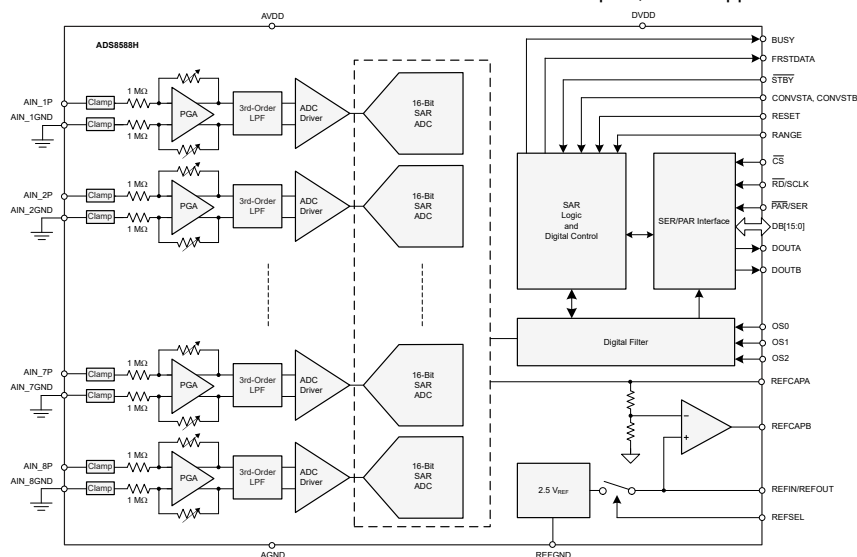 AVDD
DVDD
ADS8588H
BUSY
FRSTDATA
STBY
CONVSTA, CONVSTB
RESET
RANGE
CS
RD/SCLK
PAR/SER
DB[15:0]
DOUTA
DOUTB
OS0
OS1
OS2
REFCAPA
REFCAPB
REFIN/REFOUT
REFSEL
AIN_1P
AIN_1GND
Clamp
Clamp
1 MΩ
1 MΩ
PGA
3rd-Order
LPF
ADC
Driver
16-Bit
SAR
ADC
AIN_2P
AIN_2GND
Clamp
Clamp
1 MΩ
1 MΩ
PGA
3rd-Order
LPF
ADC
Driver
16-Bit
SAR
ADC
AIN_7P
AIN_7GND
Clamp
Clamp
1 MΩ
1 MΩ
PGA
3rd-Order
LPF
ADC
Driver
16-Bit
SAR
ADC
AIN_8P
AIN_8GND
Clamp
Clamp
1 MΩ
1 MΩ
PGA
3rd-Order
LPF
ADC
Driver
16-Bit
SAR
ADC
SAR
Logic
and
Digital Control
SER/PAR Interface
Digital Filter
2.5 VREF
AGND
REFGND